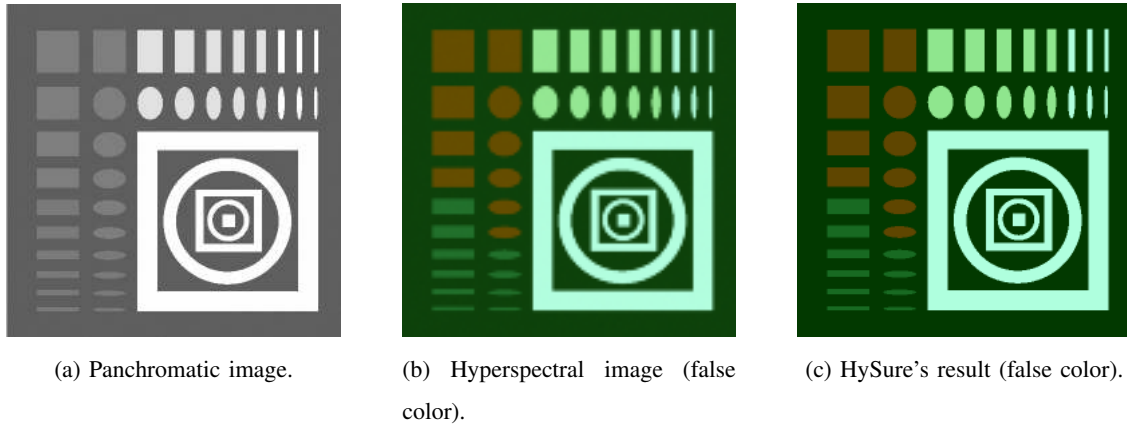 (a) Panchromatic image.
(b) Hyperspectral image (false
color).
(c) HySure's result (false color).